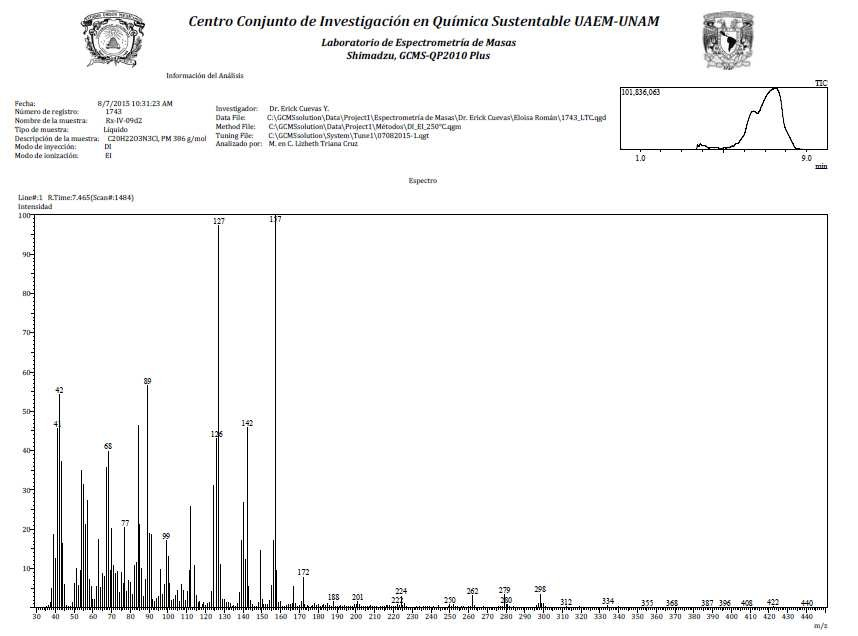 Centro Conjunto de Investigación en Química Sustentable UAEM-UNAM
Laboratorio de Espectrometría de Masas
Shimadzu, GCMS-QP2010 Plus
Información del Análisis
Fecha: 8/7/2015 10:31:23 AM
Número de registro: 1743
Nombre de la muestra: Rs-IV-09d2
Tipo de muestra: Líquido
Descripción de la muestra: C20H22O3N3Cl, PM 386 g/mol
Modo de inyección: DI
Modo de ionización: EI
Investigador: Dr. Erick Cuevas Y.
Data File: C:\GCMSsolution\Data\Project1\Espectrometría de Masas\Dr. Erick Cuevas\Eloisa Román\1743_LTC.qgd
Method File: C:\GCMSsolution\Data\Project1\Métodos\DI_EI_250°C.qgm
Tuning File: C:\GCMSsolution\System\Tune1\07082015-1.qgt
Analizado por: M. en C. Lizheth Triana Cruz
TIC
101,836,063
1.0 9.0
min
Espectro
Line#:1 R.Time:7.465(Scan#:1484)
Intensidad
100
90
80
70
60
50
40
30
20
10
127
157
89
42
41
142
126
68
77
99
172
188 201 222 224 250 262 279 280 298 312 334 355 368 387 396 408 422 440
30 40 50 60 70 80 90 100 110 120 130 140 150 160 170 180 190 200 210 220 230 240 250 260 270 280 290 300 310 320 330 340 350 360 370 380 390 400 410 420 430 440
m/z